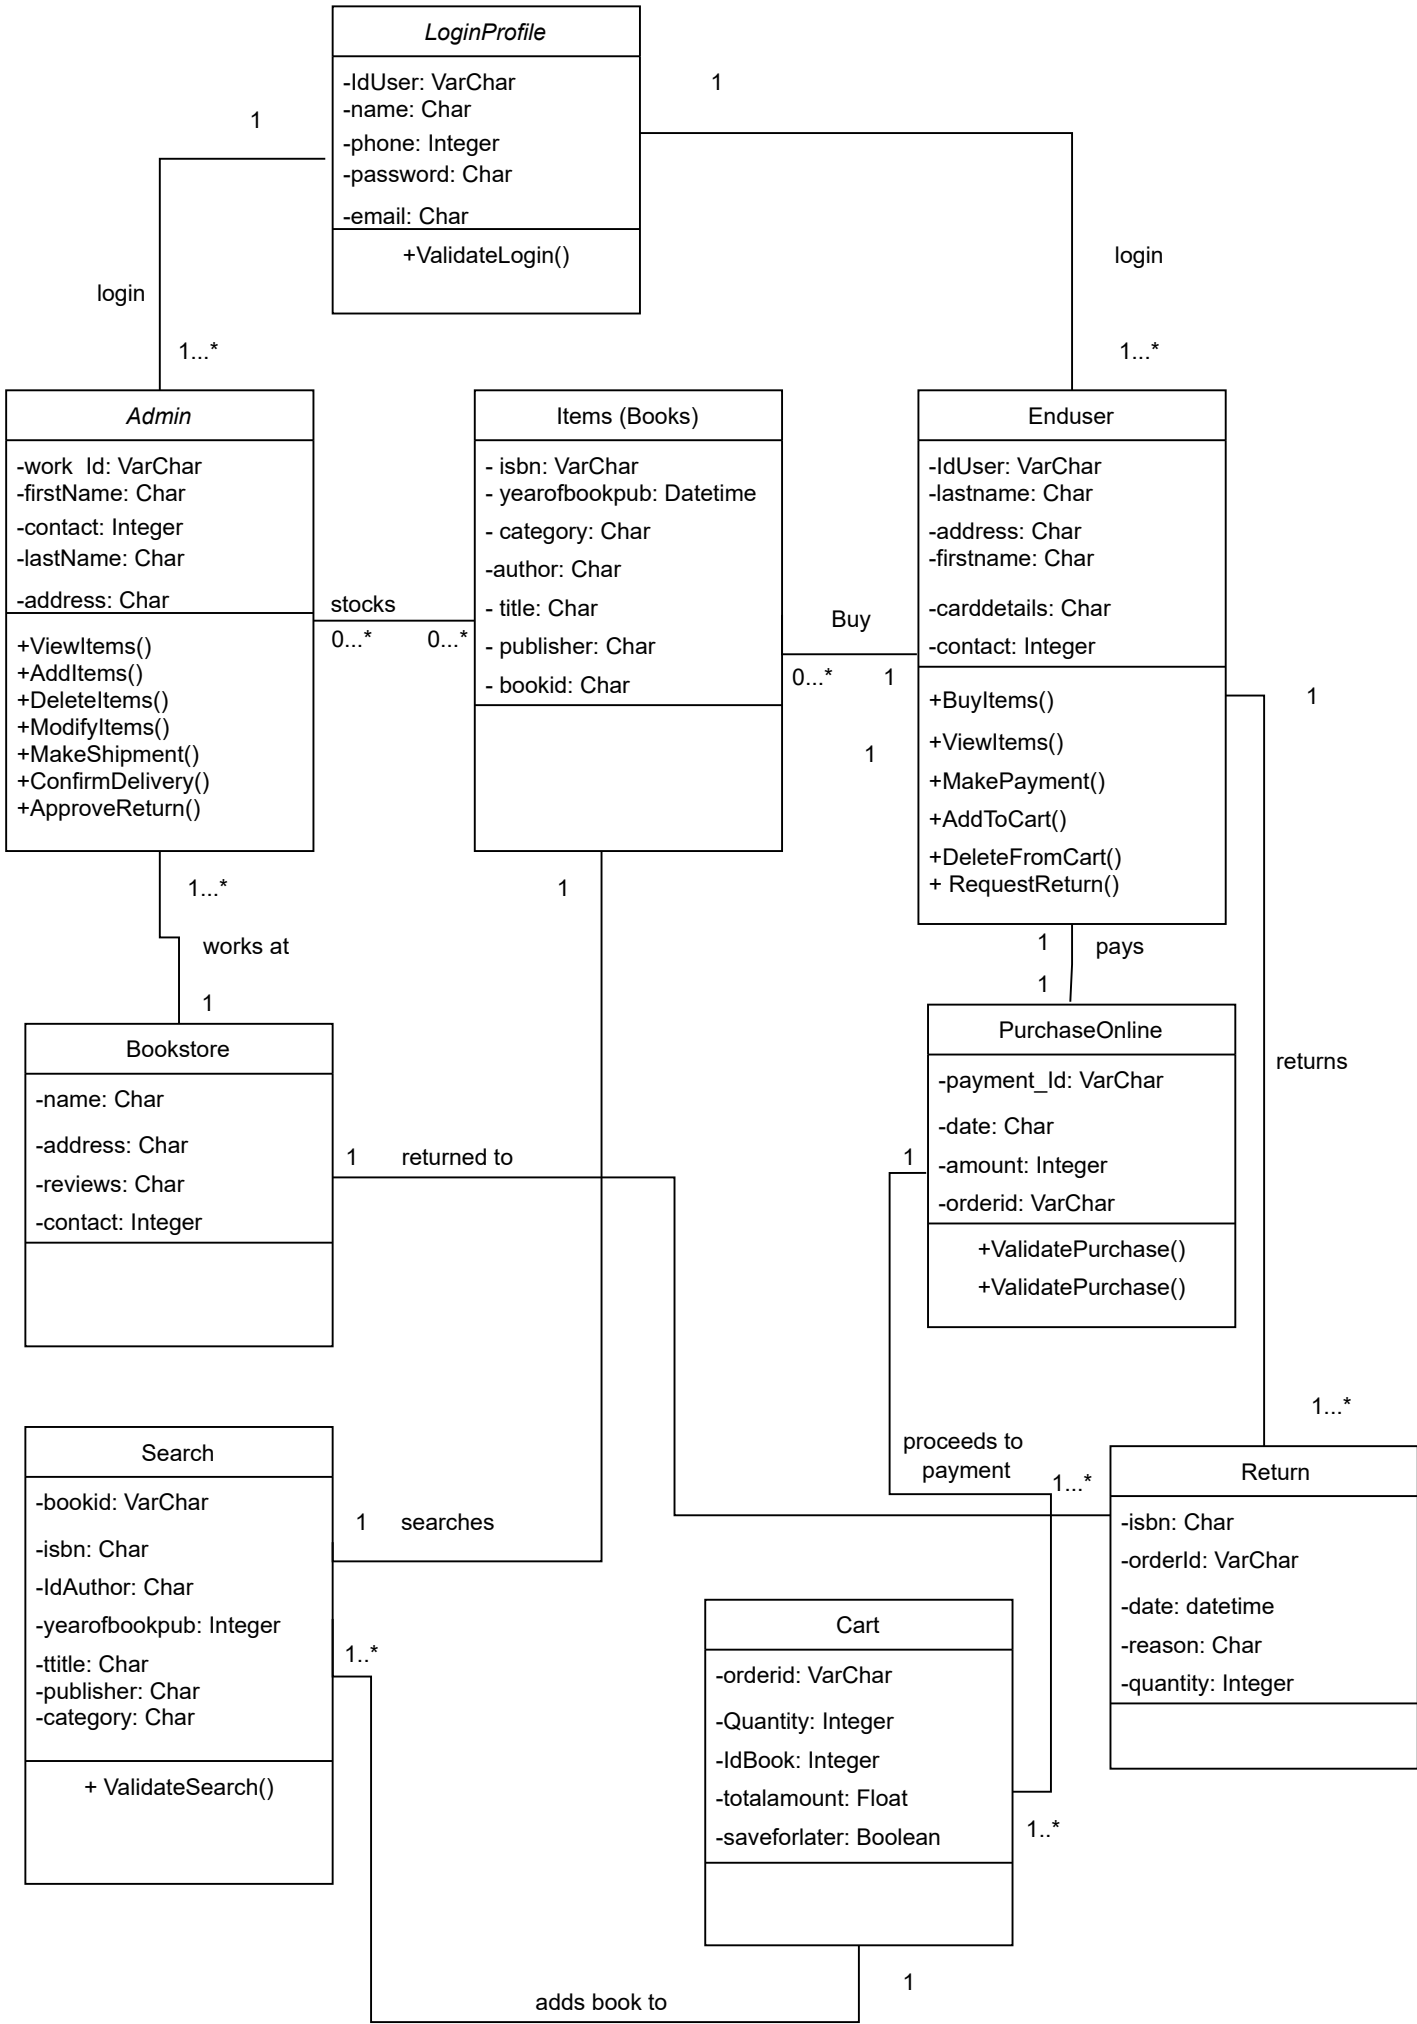 LoginProfile
-IdUser: VarChar
-name: Char
-phone: Integer
-password: Char
-email: Char
+ValidateLogin()
1
1
login
login
1...*
1...*
Admin
-work_Id: VarChar
-firstName: Char
-contact: Integer
-lastName: Char
-address: Char
+ViewItems()
+AddItems()
+DeleteItems()
+ModifyItems()
+MakeShipment()
+ConfirmDelivery()
+ApproveReturn()
stocks
0...*
0...*
Items (Books)
- isbn: VarChar
- yearofbookpub: Datetime
- category: Char
-author: Char
- title: Char
- publisher: Char
- bookid: Char
Buy
0...*
1
1
Enduser
-IdUser: VarChar
-lastname: Char
-address: Char
-firstname: Char
-carddetails: Char
-contact: Integer
+BuyItems()
+ViewItems()
+MakePayment()
+AddToCart()
+DeleteFromCart()
+ RequestReturn()
1
1...*
works at
1
1
1
pays
1
Bookstore
-name: Char
-address: Char
-reviews: Char
-contact: Integer
1
returned to
PurchaseOnline
-payment_Id: VarChar
-date: Char
-amount: Integer
-orderid: VarChar
+ValidatePurchase()
+ValidatePurchase()
1
returns
1...*
proceeds to
payment
1...*
Search
-bookid: VarChar
-isbn: Char
-IdAuthor: Char
-yearofbookpub: Integer
-ttitle: Char
-publisher: Char
-category: Char
+ ValidateSearch()
1
searches
1..*
Return
-isbn: Char
-orderId: VarChar
-date: datetime
-reason: Char
-quantity: Integer
Cart
-orderid: VarChar
-Quantity: Integer
-IdBook: Integer
-totalamount: Float
-saveforlater: Boolean
1..*
1
adds book to